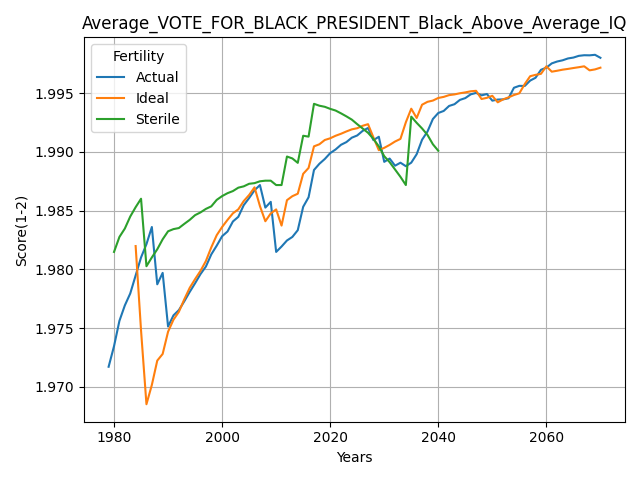 Average_VOTE_FOR_BLACK_PRESIDENT_Black_Above_Average_IQ
Fertility
Actual
Ideal
Sterile
1.995
1.990
1.985
1.980
1.975
1.970
Score(1-2)
1980
2000
2020
2040
2060
Years